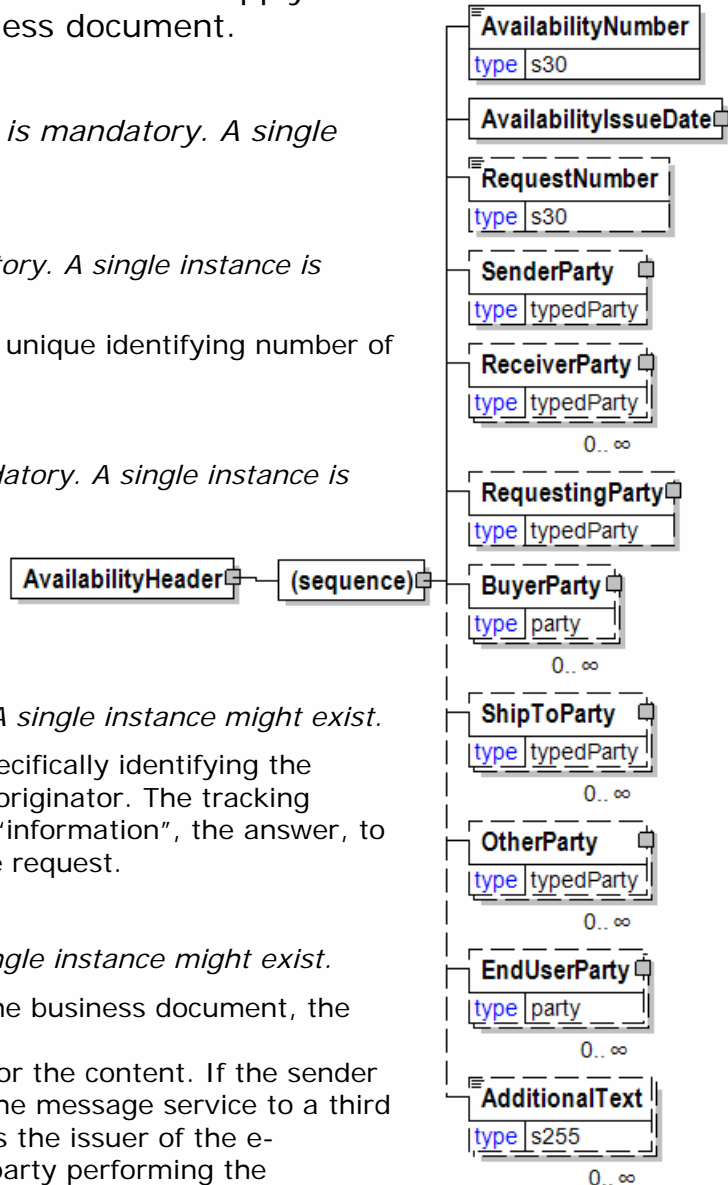 ess document.
is mandatory. A single
ory. A single instance is
unique identifying number of
datory. A single instance is
A single instance might exist.
ecifically identifying the
originator. The tracking
"information", the answer, to
e request.
ngle instance might exist.
ne business document, the
or the content. If the sender
ne message service to a third
s the issuer of the e-
party performing the
AvailabilityHeader
(sequence)
AvailabilityNumber
type s30
AvailabilityIssueDate
RequestNumber
type s30
SenderParty
type typedParty
ReceiverParty
type typedParty
0.. ∞
RequestingParty
type typedParty
BuyerParty
type party
0.. ∞
ShipToParty
type typedParty
0.. ∞
OtherParty
type typedParty
0.. ∞
EndUserParty
type party
0.. ∞
AdditionalText
type s255
0.. ∞